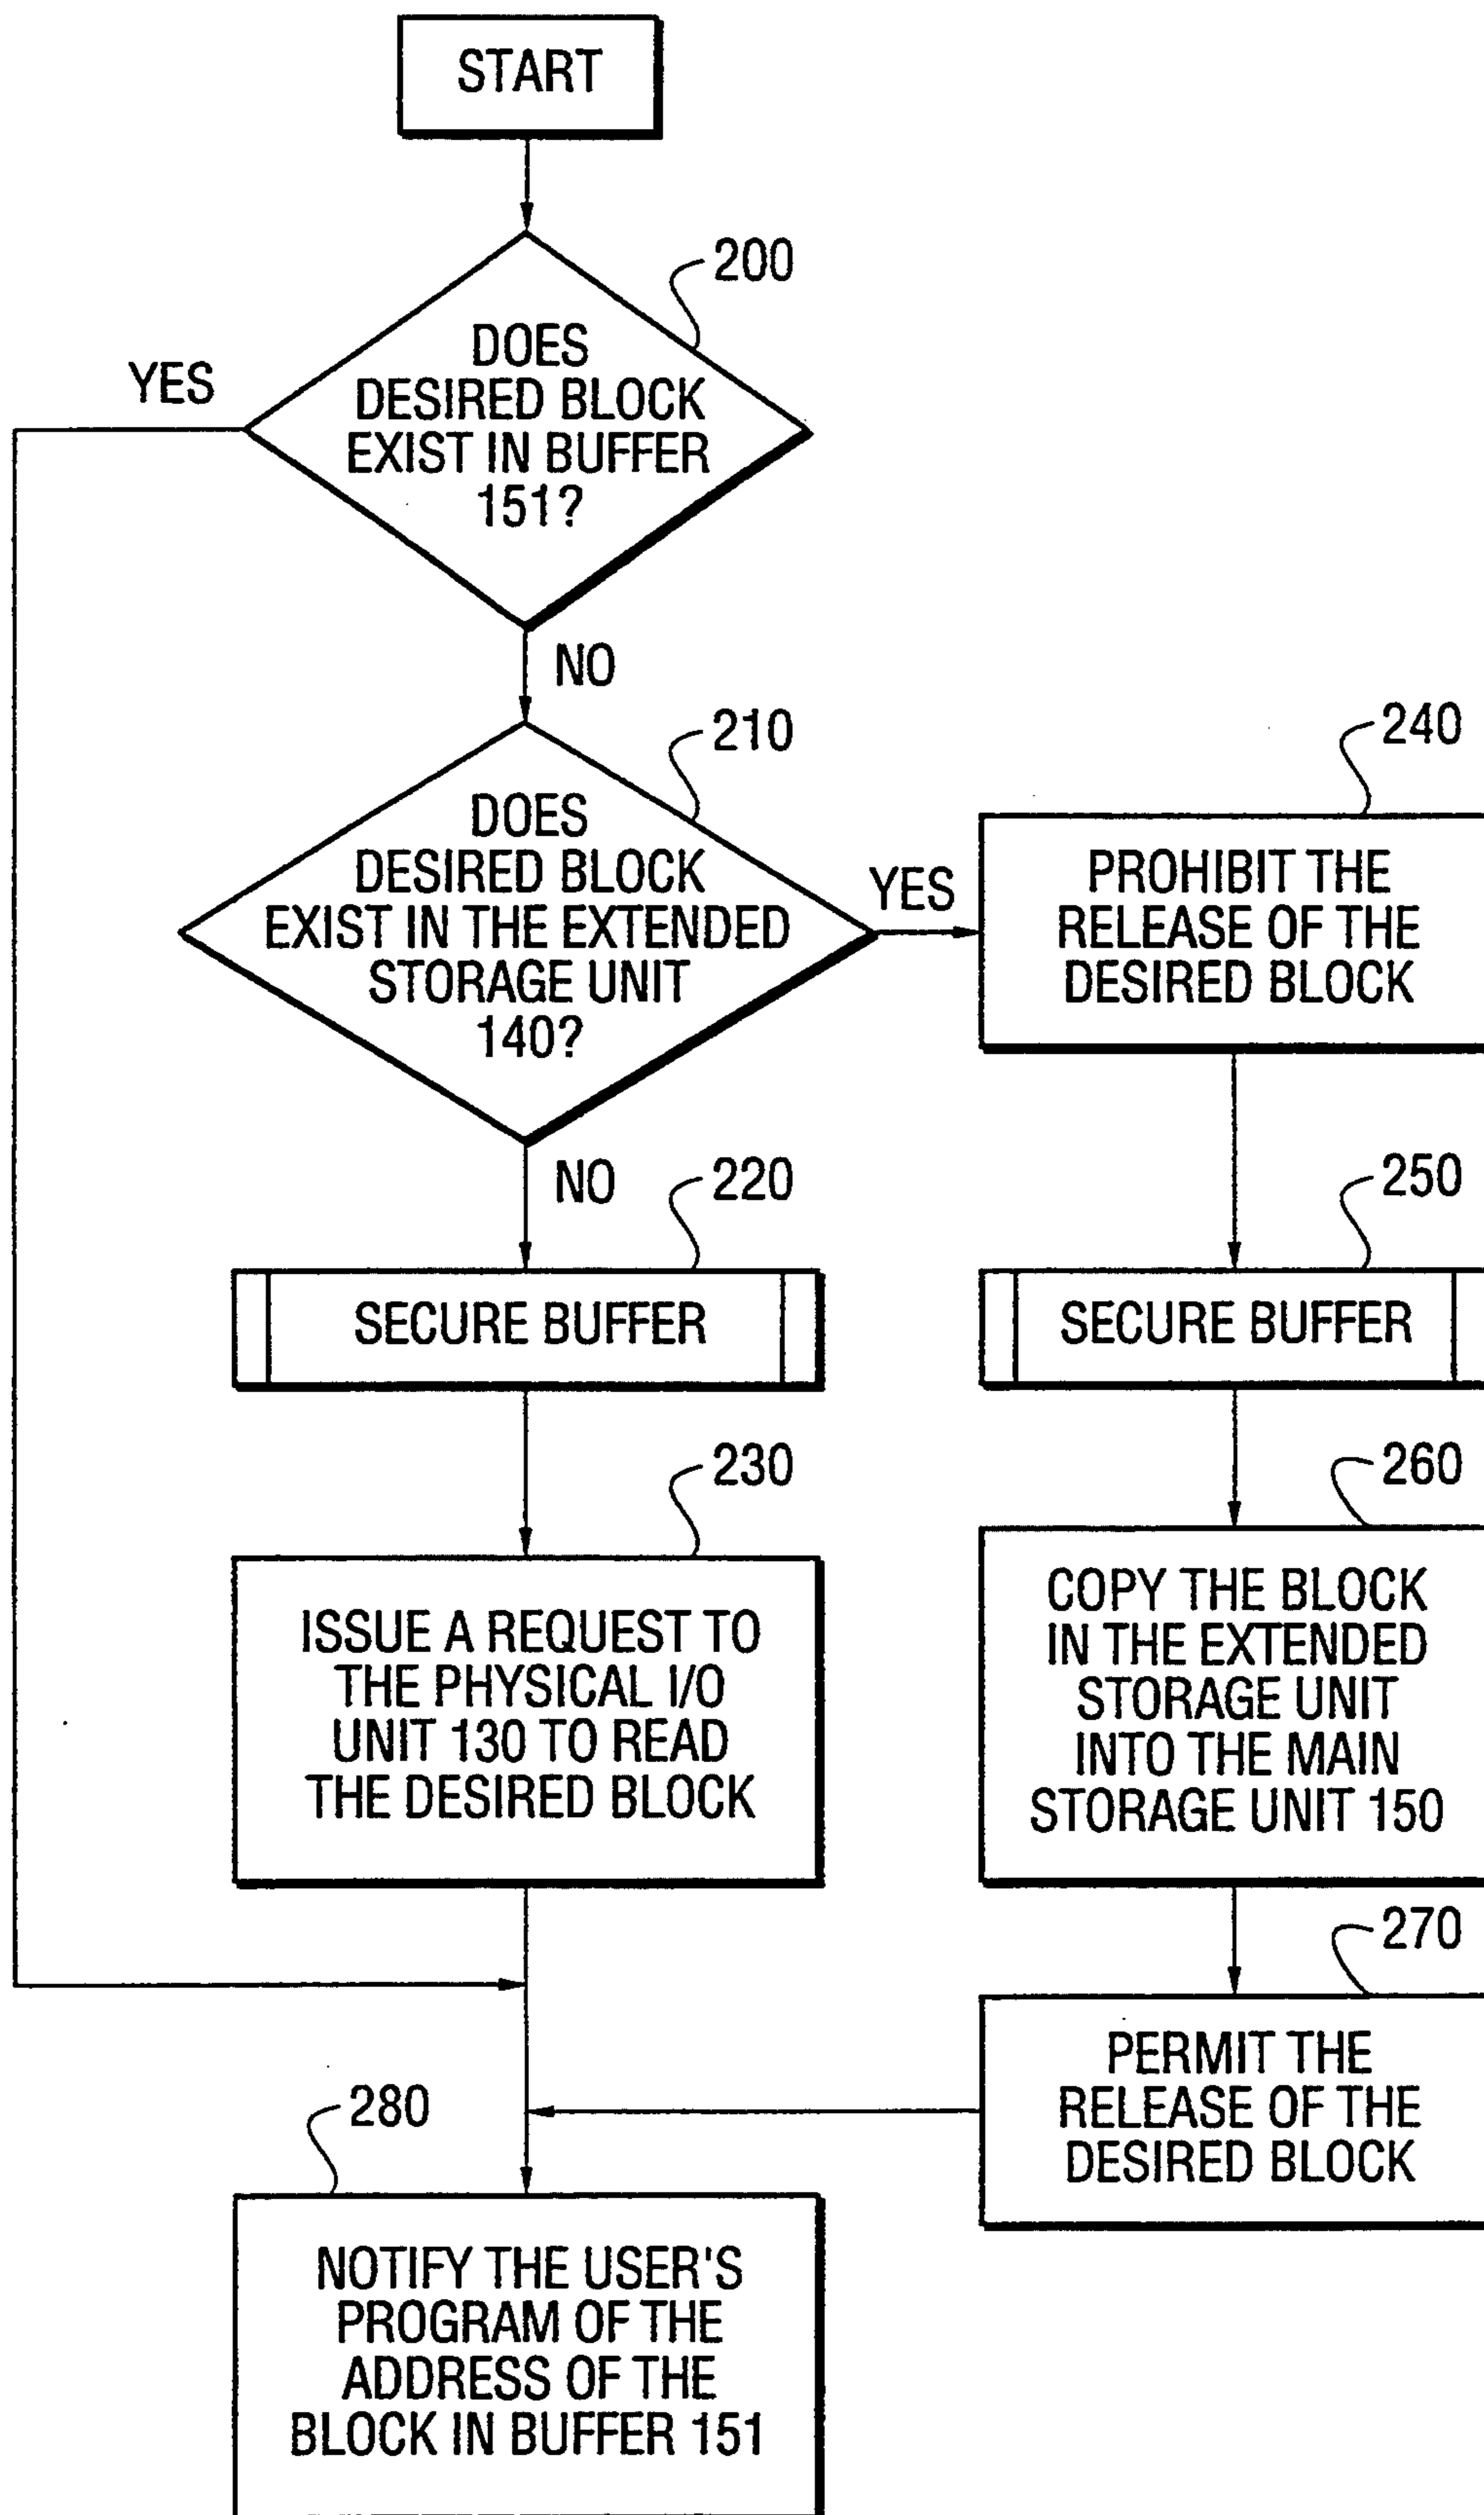 START
200
DOES
DESIRED BLOCK
EXIST IN BUFFER
151?
YES
NO
210
DOES
DESIRED BLOCK
EXIST IN THE EXTENDED
STORAGE UNIT
140?
YES
NO
240
PROHIBIT THE
RELEASE OF THE
DESIRED BLOCK
220
SECURE BUFFER
250
SECURE BUFFER
230
ISSUE A REQUEST TO
THE PHYSICAL I/O
UNIT 130 TO READ
THE DESIRED BLOCK
260
COPY THE BLOCK
IN THE EXTENDED
STORAGE UNIT
INTO THE MAIN
STORAGE UNIT 150
270
PERMIT THE
RELEASE OF THE
DESIRED BLOCK
280
NOTIFY THE USER'S
PROGRAM OF THE
ADDRESS OF THE
BLOCK IN BUFFER 151